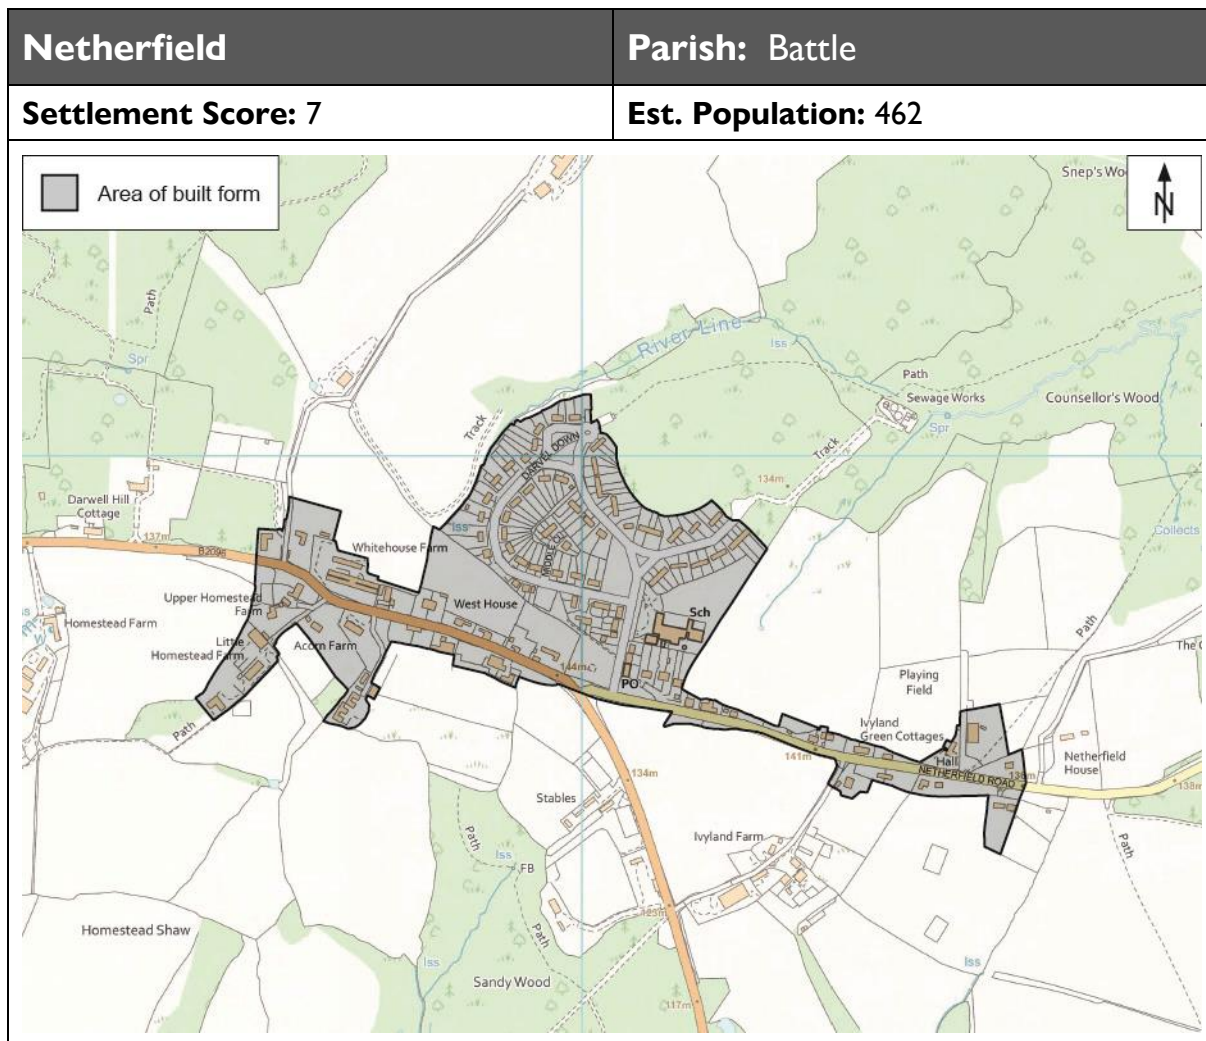 Netherfield
Parish: Battle
Settlement Score: 7
Est. Population: 462
Area of built form
N
Snep's Wo
Path
River Line
Iss
Spr
Path
Sewage Works
Counsellor's Wood
Spr
Track
DARVEL DOWN
Track
134m
Darwell Hill
Cottage
137m
B2096
Iss
Collects
Whitehouse Farm
MIDDLE CL
Upper Homestead
Farm
West House
Sch
Homestead Farm
Little
Homestead Farm
Acorn Farm
Path
The
144m
PO
Playing
Field
Path
Ivyland
Green Cottages
141m
Hall
NETHERFIELD ROAD
138m
Netherfield
House
138m
134m
Stables
Path
Iss
FB
Ivyland Farm
Path
Path
123m
Homestead Shaw
Iss
Sandy Wood
Iss
117m